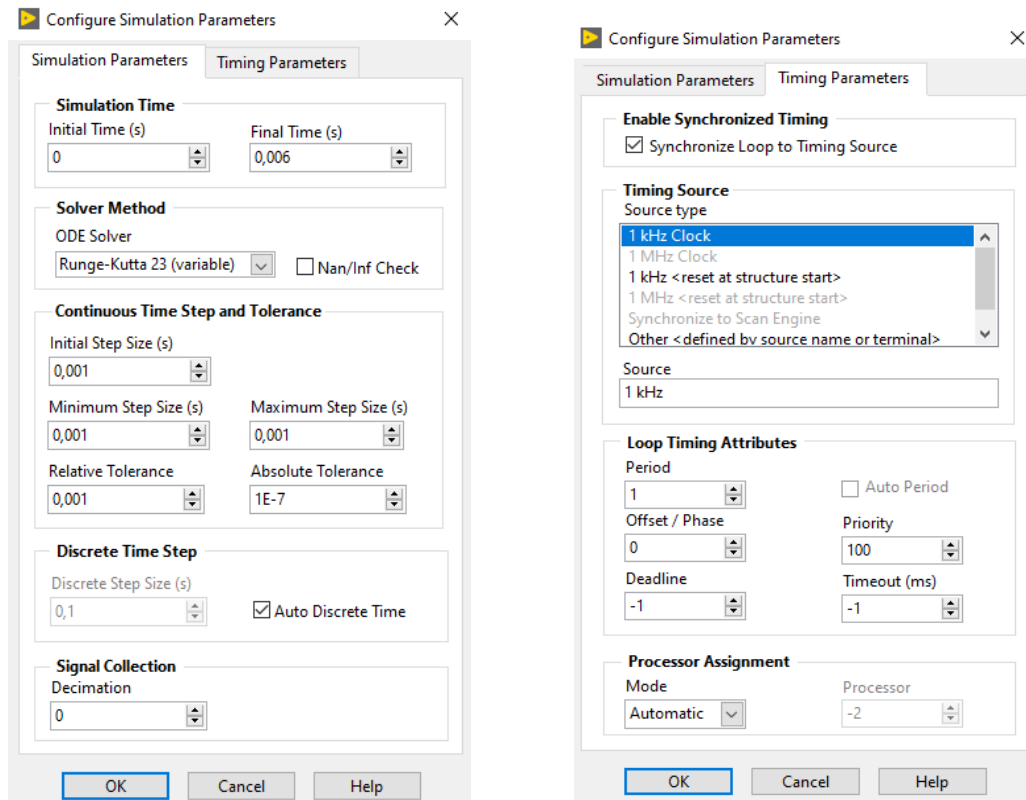 Configure Simulation Parameters
Simulation Parameters Timing Parameters
Simulation Time
Initial Time (s) Final Time (s)
0 0,006
Solver Method
ODE Solver
Runge-Kutta 23 (variable) Nan/Inf Check
Continuous Time Step and Tolerance
Initial Step Size (s)
0,001
Minimum Step Size (s) Maximum Step Size (s)
0,001 0,001
Relative Tolerance Absolute Tolerance
0,001 1E-7
Discrete Time Step
Discrete Step Size (s)
0,1 Auto Discrete Time
Signal Collection
Decimation
0
OK Cancel Help
Configure Simulation Parameters
Simulation Parameters Timing Parameters
Enable Synchronized Timing
Synchronize Loop to Timing Source
Timing Source
Source type
1 kHz Clock
1 MHz Clock
1 kHz <reset at structure start>
1 MHz <reset at structure start>
Synchronize to Scan Engine
Other <defined by source name or terminal>
Source
1 kHz
Loop Timing Attributes
Period
1 Auto Period
Offset / Phase Priority
0 100
Deadline Timeout (ms)
-1 -1
Processor Assignment
Mode Processor
Automatic -2
OK Cancel Help